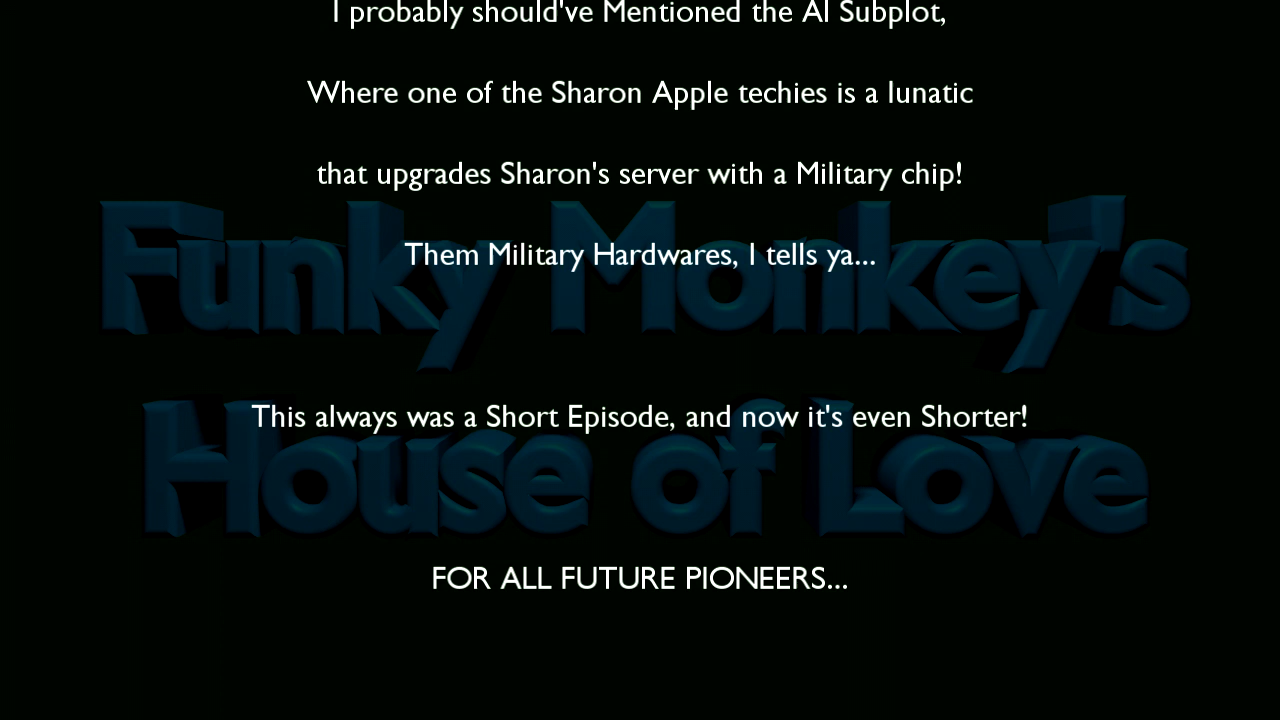 I probably should've Mentioned the AI Subplot,
Where one of the Sharon Apple techies is a lunatic
that upgrades Sharon's server with a Military chip!
Funky Monkey's
Them Military Hardwares, I tells ya...
This always was a Short Episode, and now it's even Shorter!
House of Love
FOR ALL FUTURE PIONEERS...